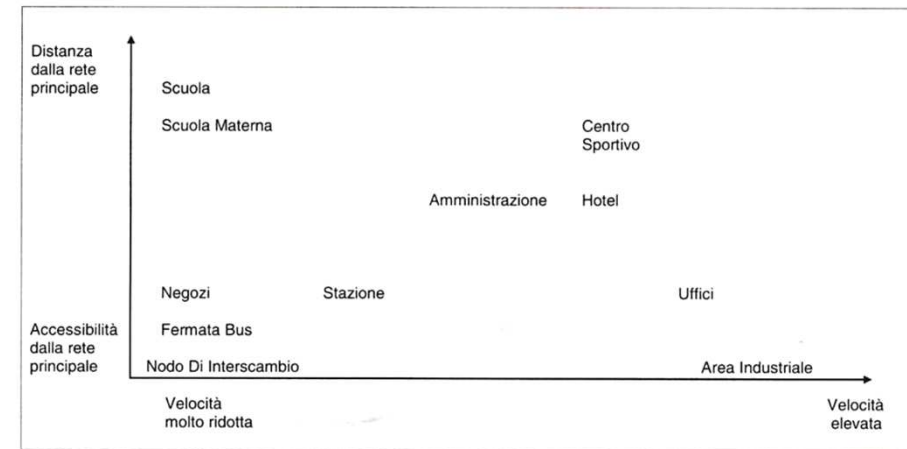 Distanza
dalla rete
principale
Scuola
Scuola Materna
Centro
Sportivo
Amministrazione
Hotel
Negozi
Stazione
Uffici
Accessibilità
dalla rete
principale
Fermata Bus
Nodo Di Interscambio
Area Industriale
Velocità
molto ridotta
Velocità
elevata